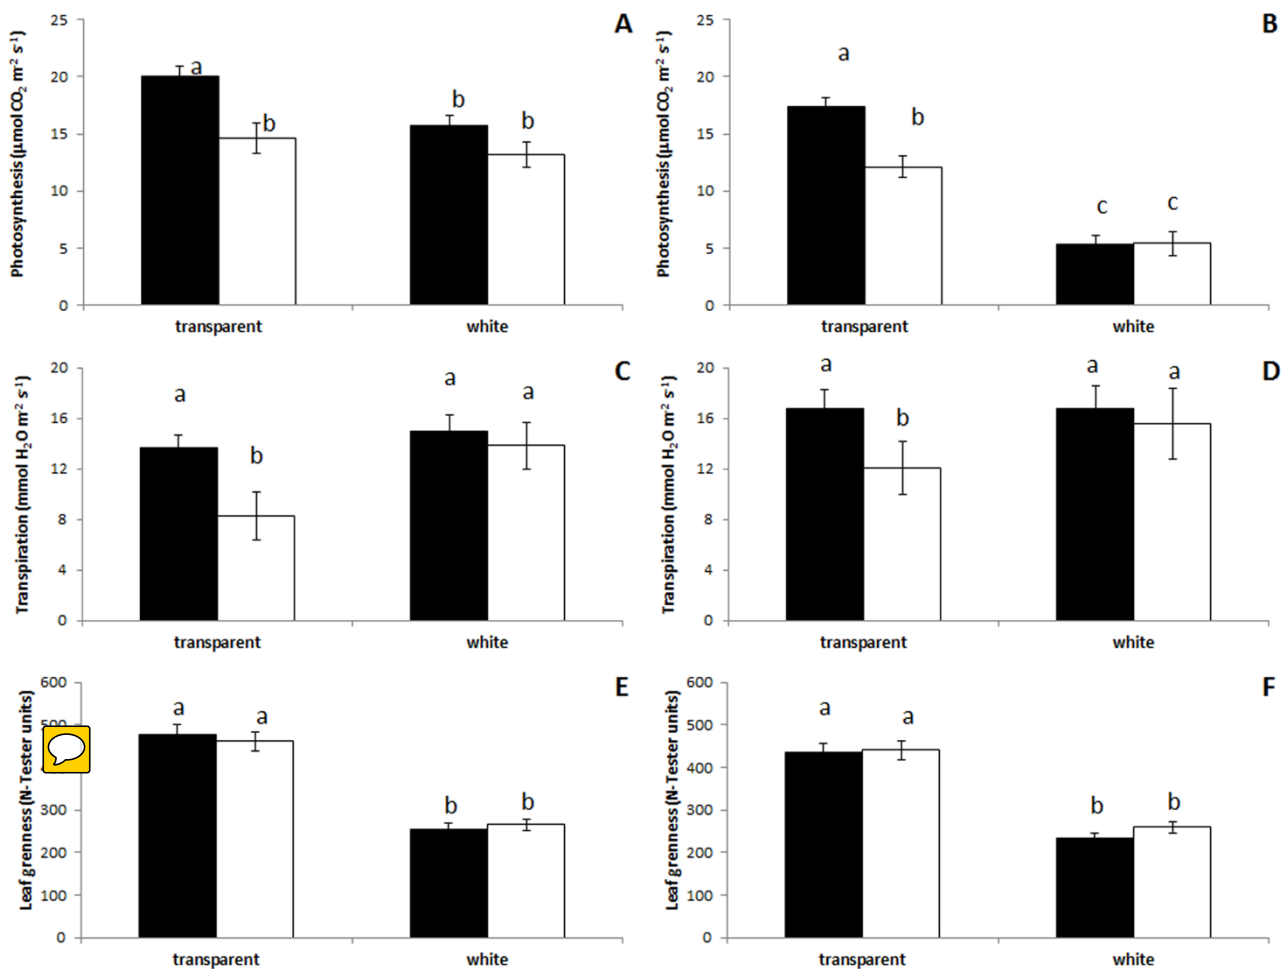 A
Photosynthesis (µmol CO₂ m⁻² s⁻¹)
25
20
15
10
5
0
a
b
b
b
transparent
white
B
Photosynthesis (µmol CO₂ m⁻² s⁻¹)
25
20
15
10
5
0
a
b
c
c
transparent
white
C
Transpiration (mmol H₂O m⁻² s⁻¹)
20
16
12
8
4
0
a
b
a
a
transparent
white
D
Transpiration (mmol H₂O m⁻² s⁻¹)
20
16
12
8
4
0
a
b
a
a
transparent
white
E
Leaf grenness (N-Tester units)
600
300
200
100
0
a
a
b
b
transparent
white
F
Leaf grenness (N-Tester units)
600
500
400
300
200
100
0
a
a
b
b
transparent
white